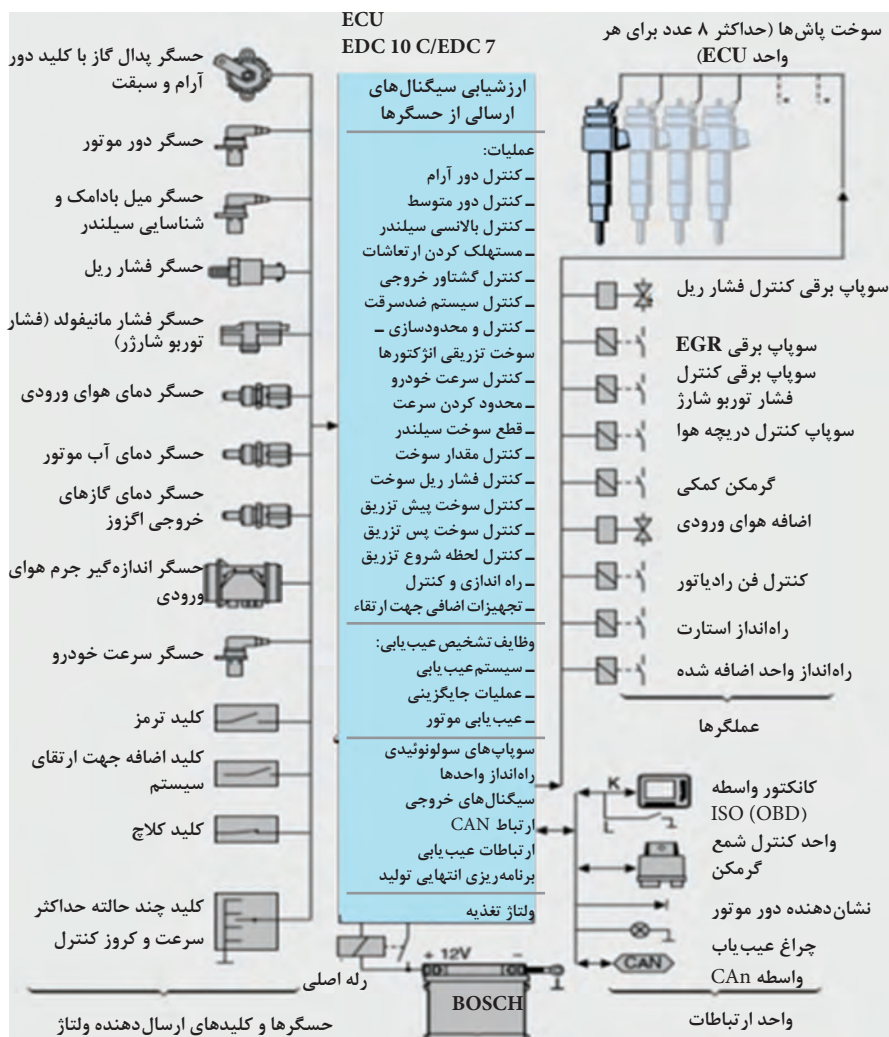 ECU
EDC 10 C/EDC 7
سوخت پاش‌ها (حداکثر ۸ عدد برای هر
واحد ECU)
حسگر پدال گاز با کلید دور
آرام و سبقت
حسگر دور موتور
حسگر میل بادامک و
شناسایی سیلندر
حسگر فشار ریل
حسگر فشار مانیفولد (فشار
توربو شارژر)
حسگر دمای هوای ورودی
حسگر دمای آب موتور
حسگر دمای گازهای
خروجی اگزوز
حسگر اندازه‌گیر جرم هوای
ورودی
حسگر سرعت خودرو
کلید ترمز
کلید اضافه جهت ارتقای
سیستم
کلید کلاچ
کلید چند حالته حداکثر
سرعت و کروز کنترل
حسگرها و کلیدهای ارسال‌دهنده ولتاژ
ارزشیابی سیگنال‌های
ارسالی از حسگرها
عملیات:
ـ کنترل دور آرام
ـ کنترل دور متوسط
ـ کنترل بالانسی سیلندر
ـ مستهلک کردن ارتعاشات
ـ کنترل گشتاور خروجی
ـ کنترل سیستم ضدسرقت
ـ کنترل و محدودسازی ـ
سوخت تزریقی انژکتورها
ـ کنترل سرعت خودرو
ـ محدود کردن سرعت
ـ قطع سوخت سیلندر
ـ کنترل مقدار سوخت
ـ کنترل فشار ریل سوخت
ـ کنترل سوخت پیش تزریق
ـ کنترل سوخت پس تزریق
ـ کنترل لحظه شروع تزریق
ـ راه اندازی و کنترل
ـ تجهیزات اضافی جهت ارتقاء
وظایف تشخیص عیب‌یابی:
ـ سیستم عیب‌یابی
ـ عملیات جایگزینی
ـ عیب‌یابی موتور
سوپاپ‌های سولونوئیدی
راه‌انداز واحدها
سیگنال‌های خروجی
ارتباط CAN
ارتباطات عیب‌یابی
برنامه‌ریزی انتهایی تولید
ولتاژ تغذیه
رله اصلی
+ 12V −
BOSCH
سوپاپ برقی کنترل فشار ریل
سوپاپ برقی EGR
سوپاپ برقی کنترل
فشار توربو شارژ
سوپاپ کنترل دریچه هوا
گرمکن کمکی
اضافه هوای ورودی
کنترل فن رادیاتور
راه‌انداز استارت
راه‌انداز واحد اضافه شده
عملگرها
K
L
کانکتور واسطه
ISO (OBD)
واحد کنترل شمع
گرمکن
نشان‌دهنده دور موتور
چراغ عیب‌یاب
CAN
واسطه CAn
واحد ارتباطات